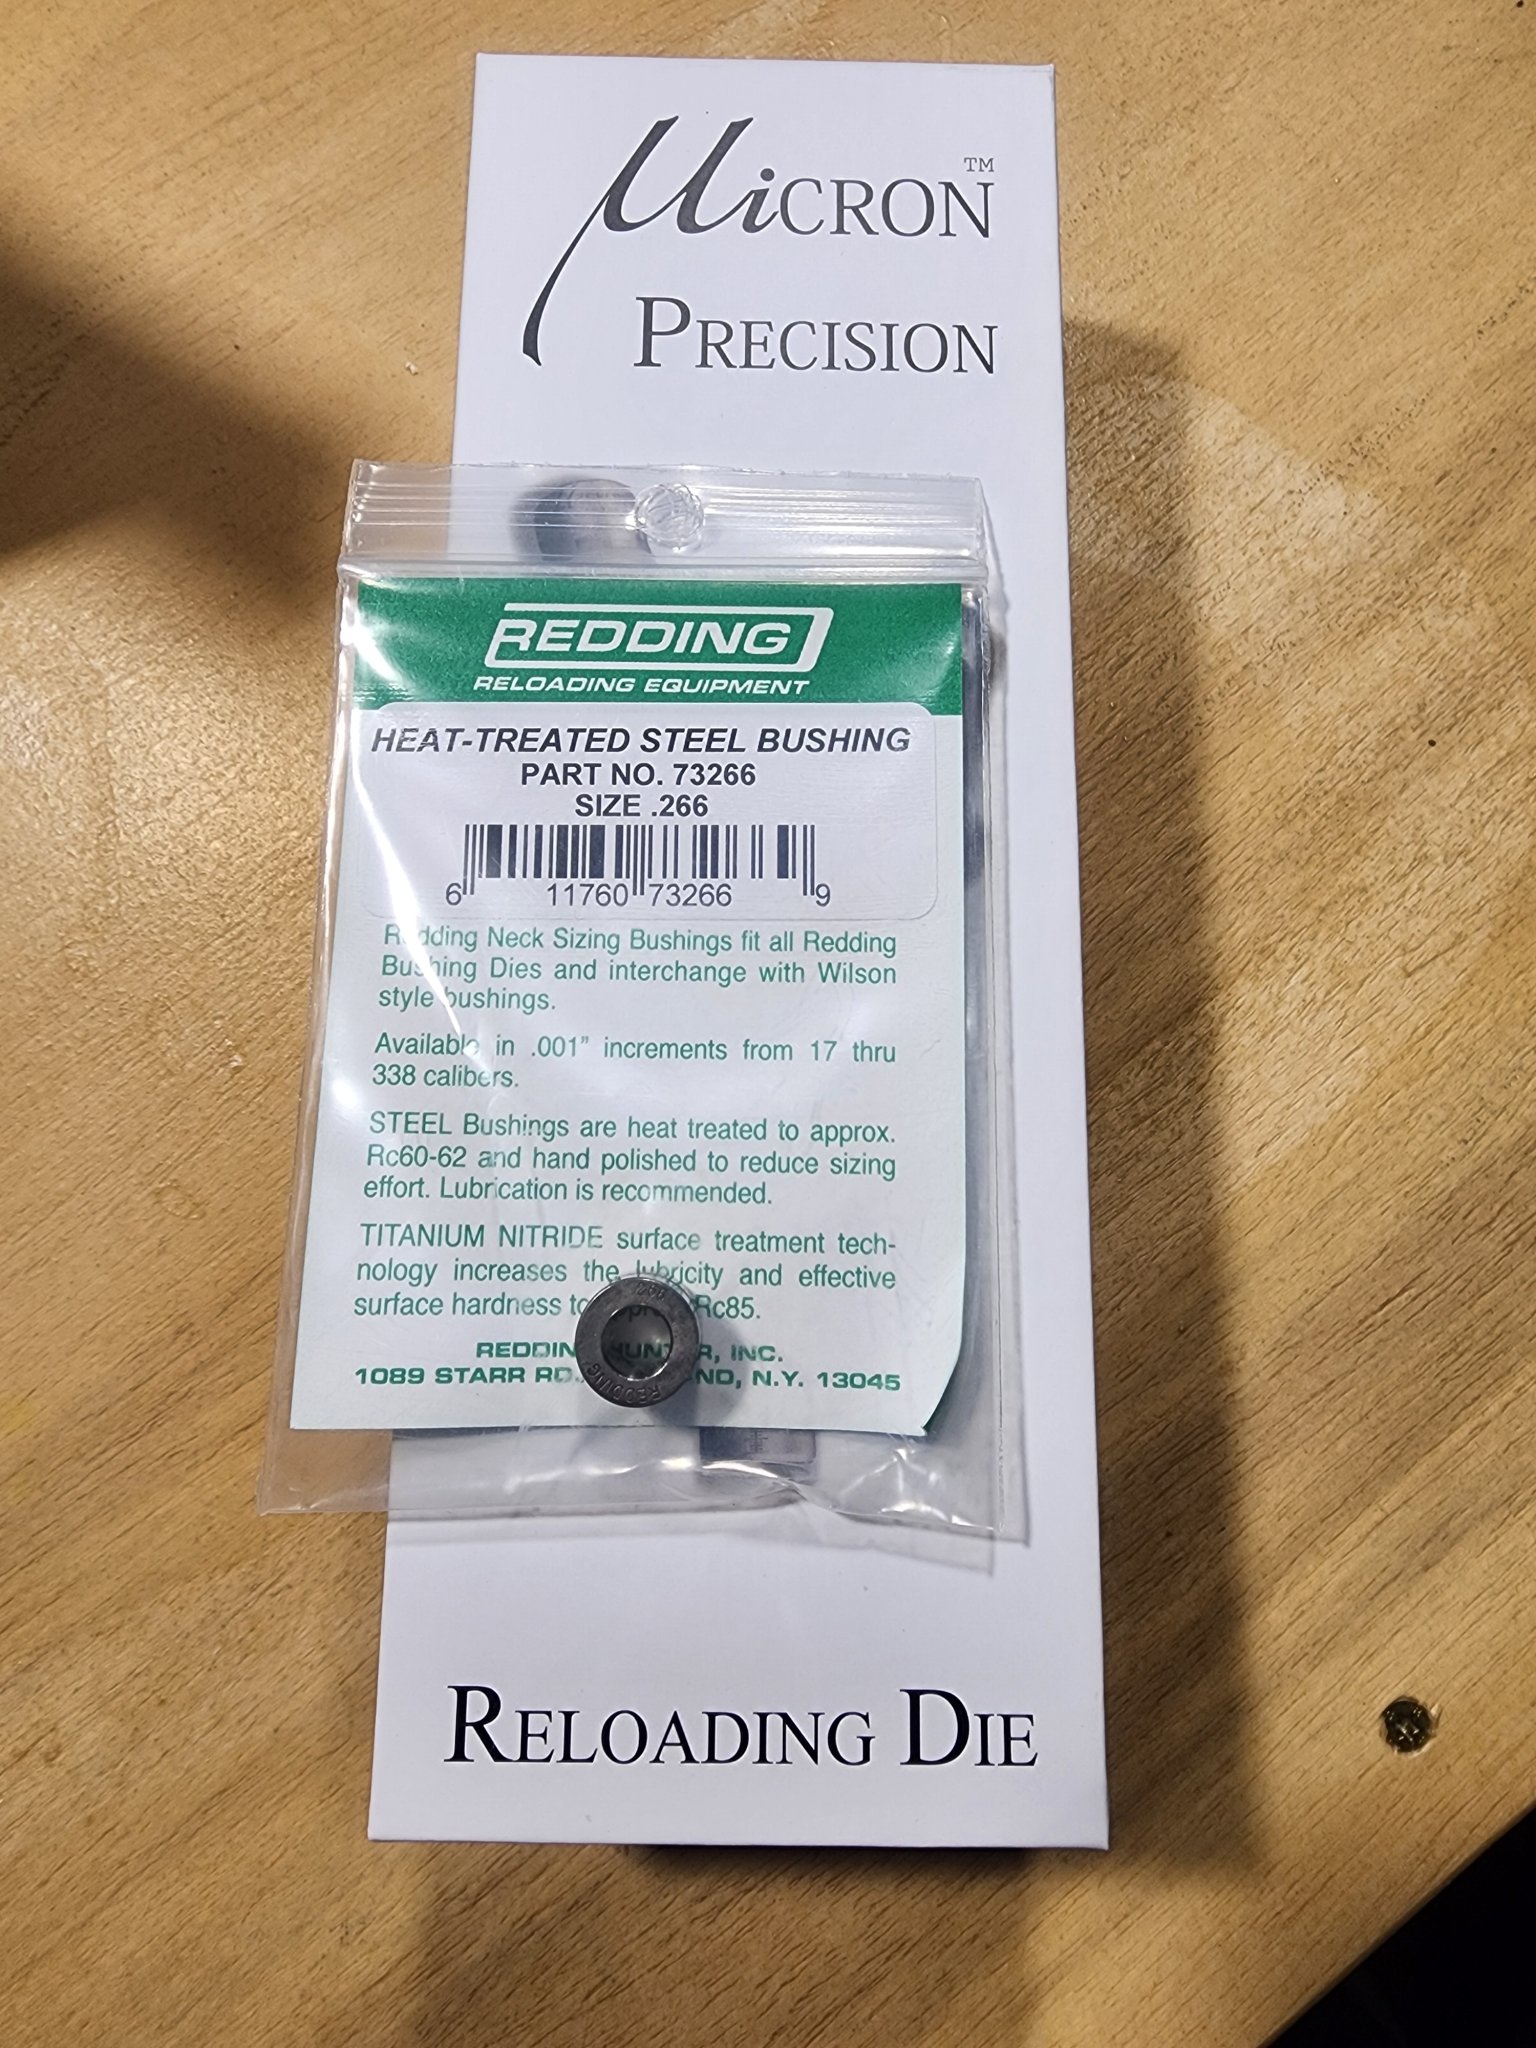 µiCRON™
PRECISION
REDDING
RELOADING EQUIPMENT
HEAT-TREATED STEEL BUSHING
PART NO. 73266
SIZE .266
6 11760 73266 9
Redding Neck Sizing Bushings fit all Redding
Bushing Dies and interchange with Wilson
style bushings.
Available in .001" increments from 17 thru
338 calibers.
STEEL Bushings are heat treated to approx.
Rc60-62 and hand polished to reduce sizing
effort. Lubrication is recommended.
TITANIUM NITRIDE surface treatment tech-
nology increases the lubricity and effective
surface hardness to Rc85.
.266
REDDING
INC.
1089 STARR RD. N.Y. 13045
RELOADING DIE